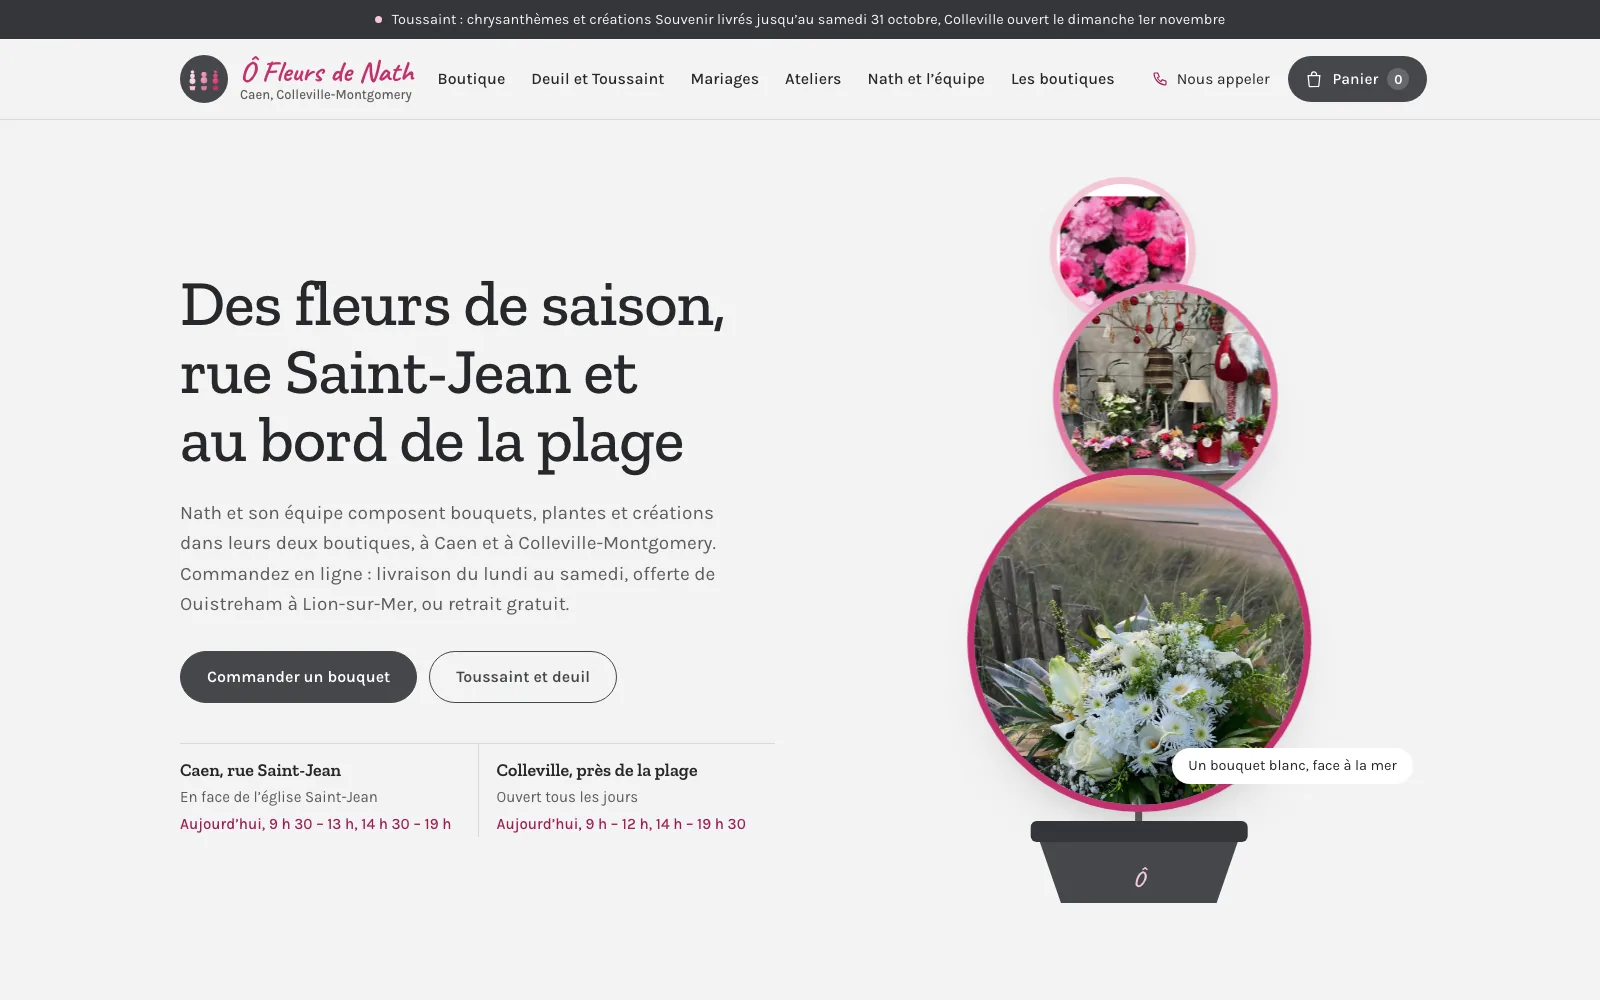 Toussaint : chrysanthèmes et créations Souvenir livrés jusqu’au samedi 31 octobre, Colleville ouvert le dimanche 1er novembre
Ô Fleurs de Nath
Caen, Colleville-Montgomery
Boutique
Deuil et Toussaint
Mariages
Ateliers
Nath et l’équipe
Les boutiques
Nous appeler
Panier 0
Des fleurs de saison,
rue Saint-Jean et
au bord de la plage
Nath et son équipe composent bouquets, plantes et créations
dans leurs deux boutiques, à Caen et à Colleville-Montgomery.
Commandez en ligne : livraison du lundi au samedi, offerte de
Ouistreham à Lion-sur-Mer, ou retrait gratuit.
Commander un bouquet
Toussaint et deuil
Caen, rue Saint-Jean
En face de l’église Saint-Jean
Aujourd’hui, 9 h 30 – 13 h, 14 h 30 – 19 h
Colleville, près de la plage
Ouvert tous les jours
Aujourd’hui, 9 h – 12 h, 14 h – 19 h 30
Un bouquet blanc, face à la mer
Ô